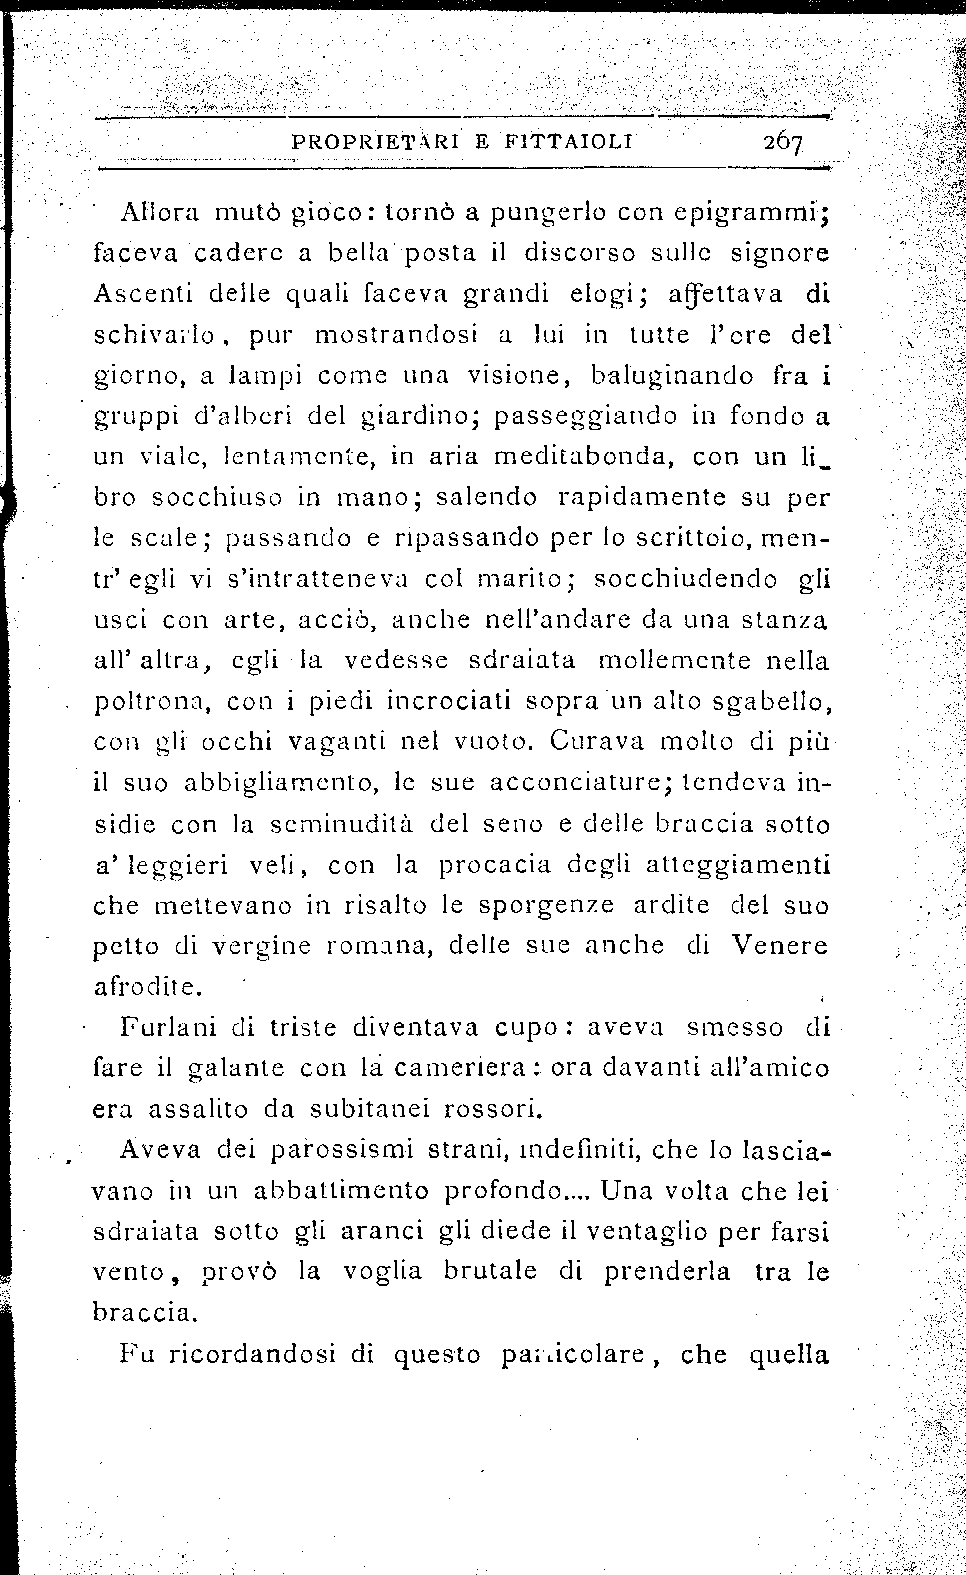 PROPRIETARI E FITTAIOLI 267
Allora mutò gioco: tornò a pungerlo con epigrammi;
faceva cadere a bella posta il discorso sulle signore
Ascenti delle quali faceva grandi elogi; affettava di
schivarlo, pur mostrandosi a lui in tutte l'ore del
giorno, a lampi come una visione, baluginando fra i
gruppi d'alberi del giardino; passeggiando in fondo a
un viale, lentamente, in aria meditabonda, con un li-
bro socchiuso in mano; salendo rapidamente su per
le scale; passando e ripassando per lo scrittoio, men-
tr' egli vi s'intratteneva col marito; socchiudendo gli
usci con arte, acciò, anche nell'andare da una stanza
all' altra, egli la vedesse sdraiata mollemente nella
poltrona, con i piedi incrociati sopra un alto sgabello,
con gli occhi vaganti nel vuoto. Curava molto di più
il suo abbigliamento, le sue acconciature; tendeva in-
sidie con la seminudità del seno e delle braccia sotto
a' leggieri veli, con la procacia degli atteggiamenti
che mettevano in risalto le sporgenze ardite del suo
petto di vergine romana, delle sue anche di Venere
afrodite.
Furlani di triste diventava cupo: aveva smesso di
fare il galante con la cameriera: ora davanti all'amico
era assalito da subitanei rossori.
Aveva dei parossismi strani, indefiniti, che lo lascia-
vano in un abbattimento profondo.... Una volta che lei
sdraiata sotto gli aranci gli diede il ventaglio per farsi
vento, provò la voglia brutale di prenderla tra le
braccia.
Fu ricordandosi di questo particolare, che quella